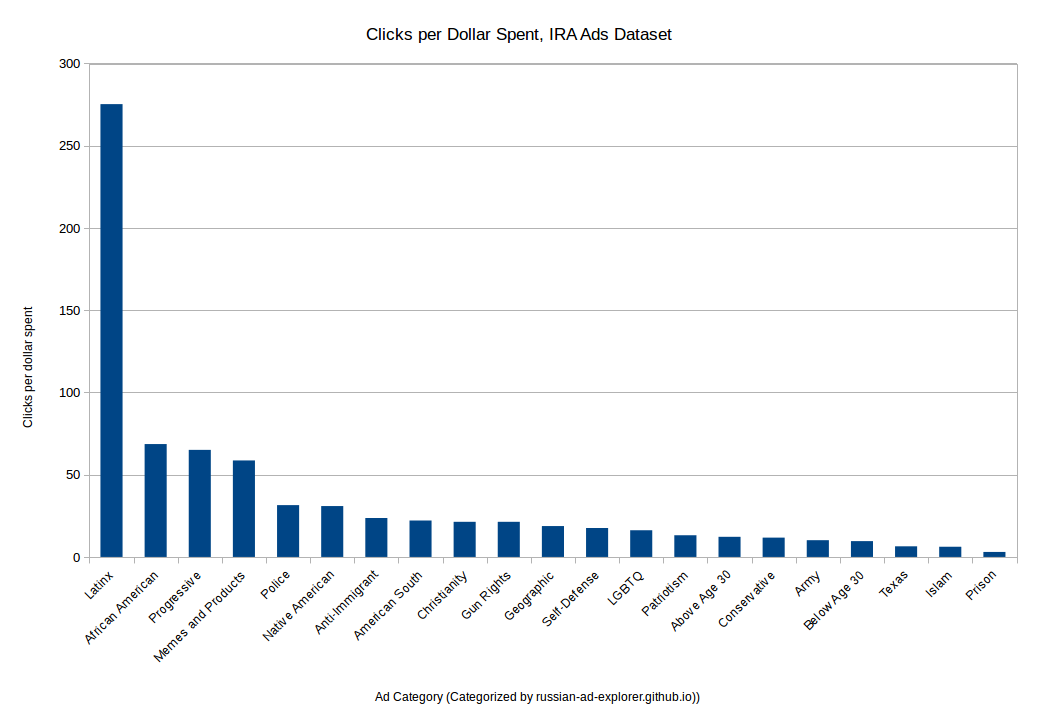 Clicks per Dollar Spent, IRA Ads Dataset
300
250
200
150
100
50
0
Clicks per dollar spent
Latinx
African American
Progressive
Memes and Products
Police
Native American
Anti-Immigrant
American South
Christianity
Gun Rights
Geographic
Self-Defense
LGBTQ
Patriotism
Above Age 30
Conservative
Army
Below Age 30
Texas
Islam
Prison
Ad Category (Categorized by russian-ad-explorer.github.io))